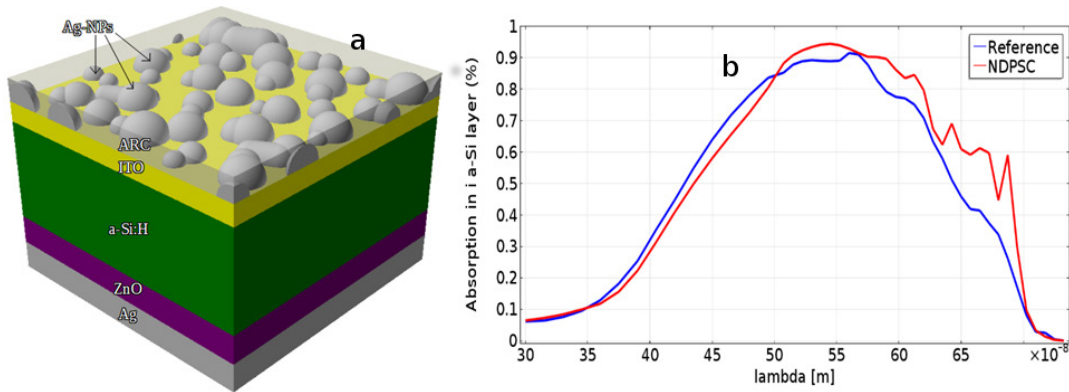 Ag-NPs
a
ARC
ITO
a-Si:H
ZnO
Ag
b
Reference
NDPSC
Absorption in i a-Si layer (%)
1
0.9
0.8
0.7
0.6
0.5
0.4
0.3
0.2
0.1
0
30 35 40 45 50 55 60 65 ×10⁻⁸
lambda [m]